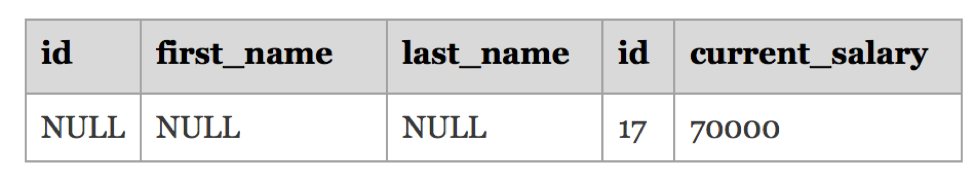 id first_name last_name id current_salary
NULL NULL NULL 17 70000